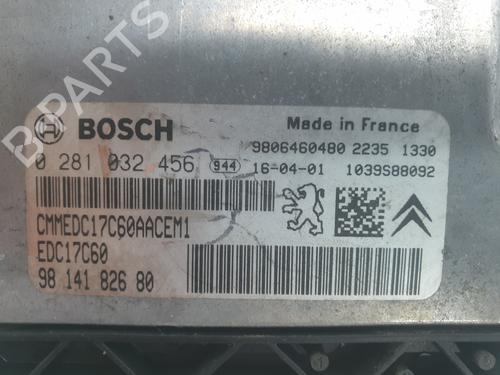 B-PARTS
BOSCH
Made in France
9806460480 2235 1330
0 281 032 456 944 16-04-01 1039S88092
CMMEDC17C60AACEM1
EDC17C60
98 141 826 80